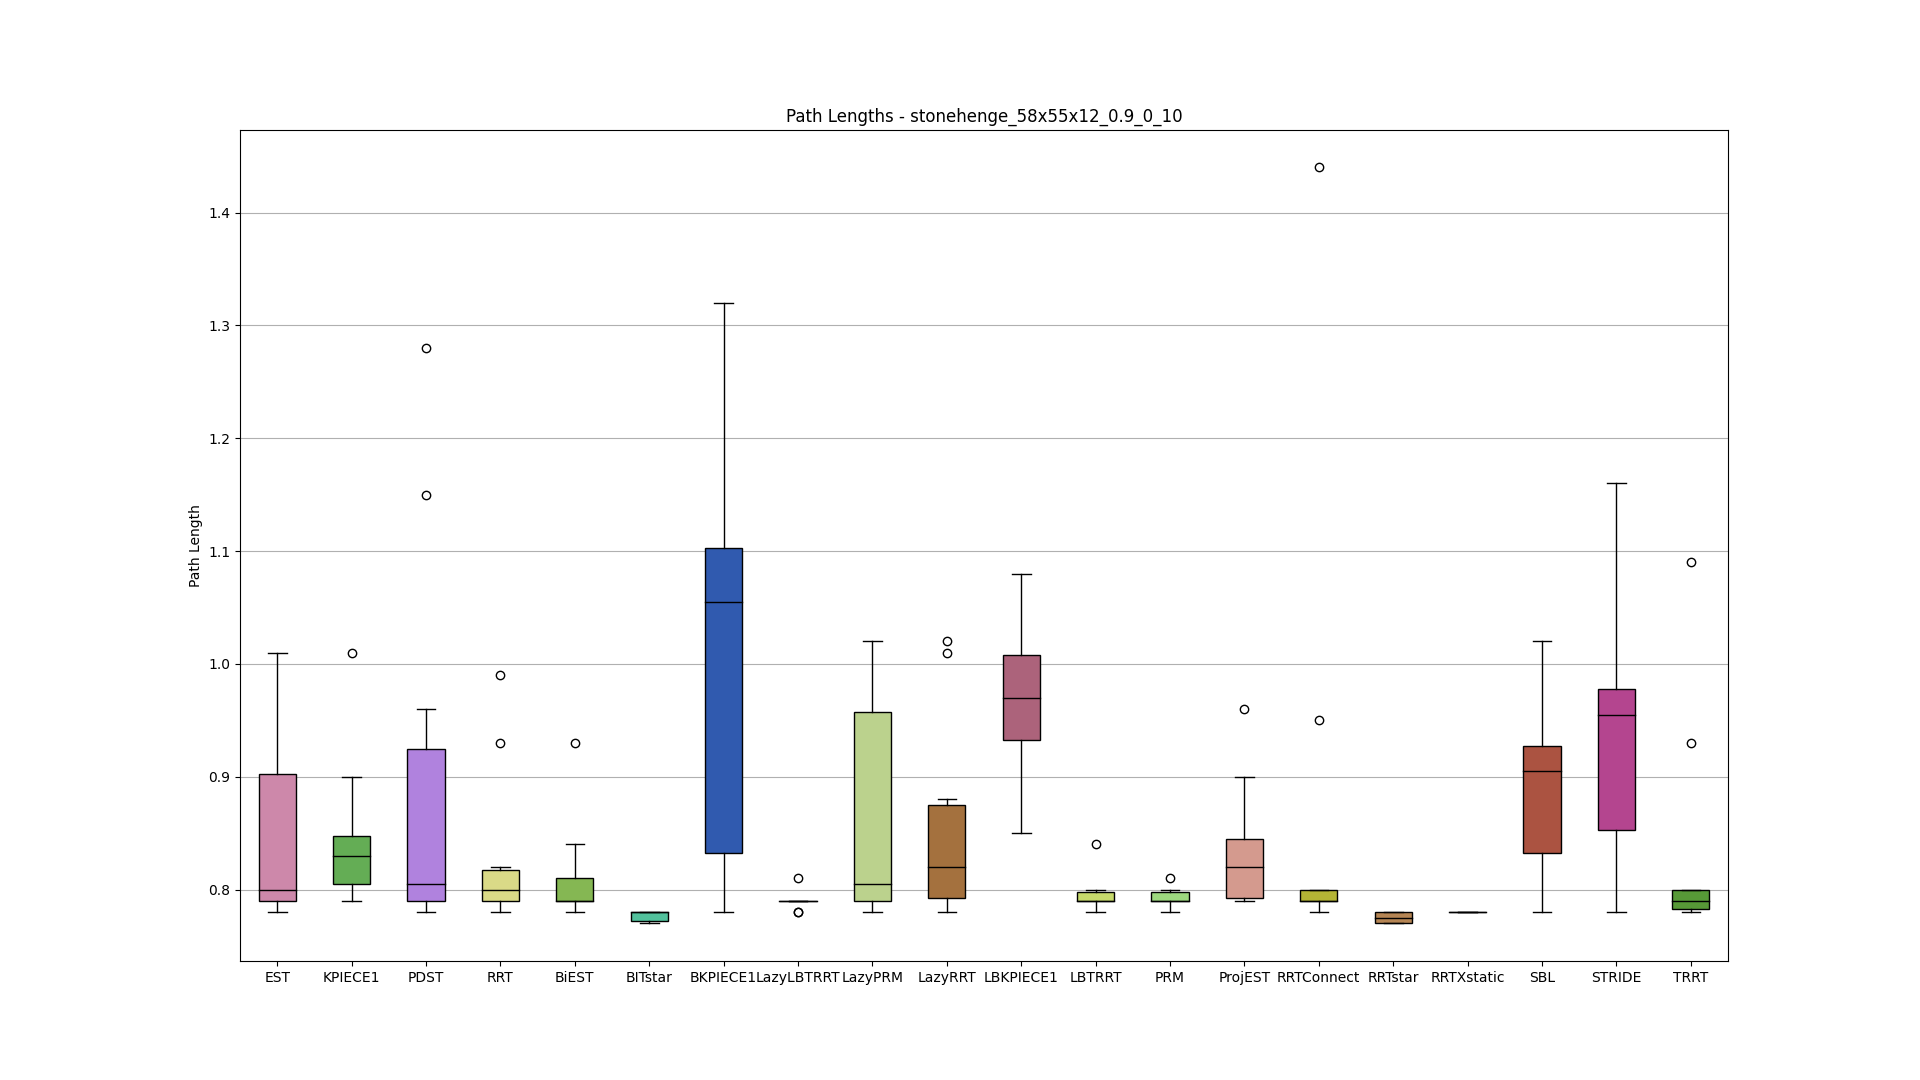 Path Lengths - stonehenge_58x55x12_0.9_0_10
Path Length
1.4
1.3
1.2
1.1
1.0
0.9
0.8
EST KPIECE1 PDST RRT BiEST BITstar BKPIECE1 LazyLBTRRT LazyPRM LazyRRT LBKPIECE1 LBTRRT PRM ProjEST RRTConnect RRTstar RRTXstatic SBL STRIDE TRRT